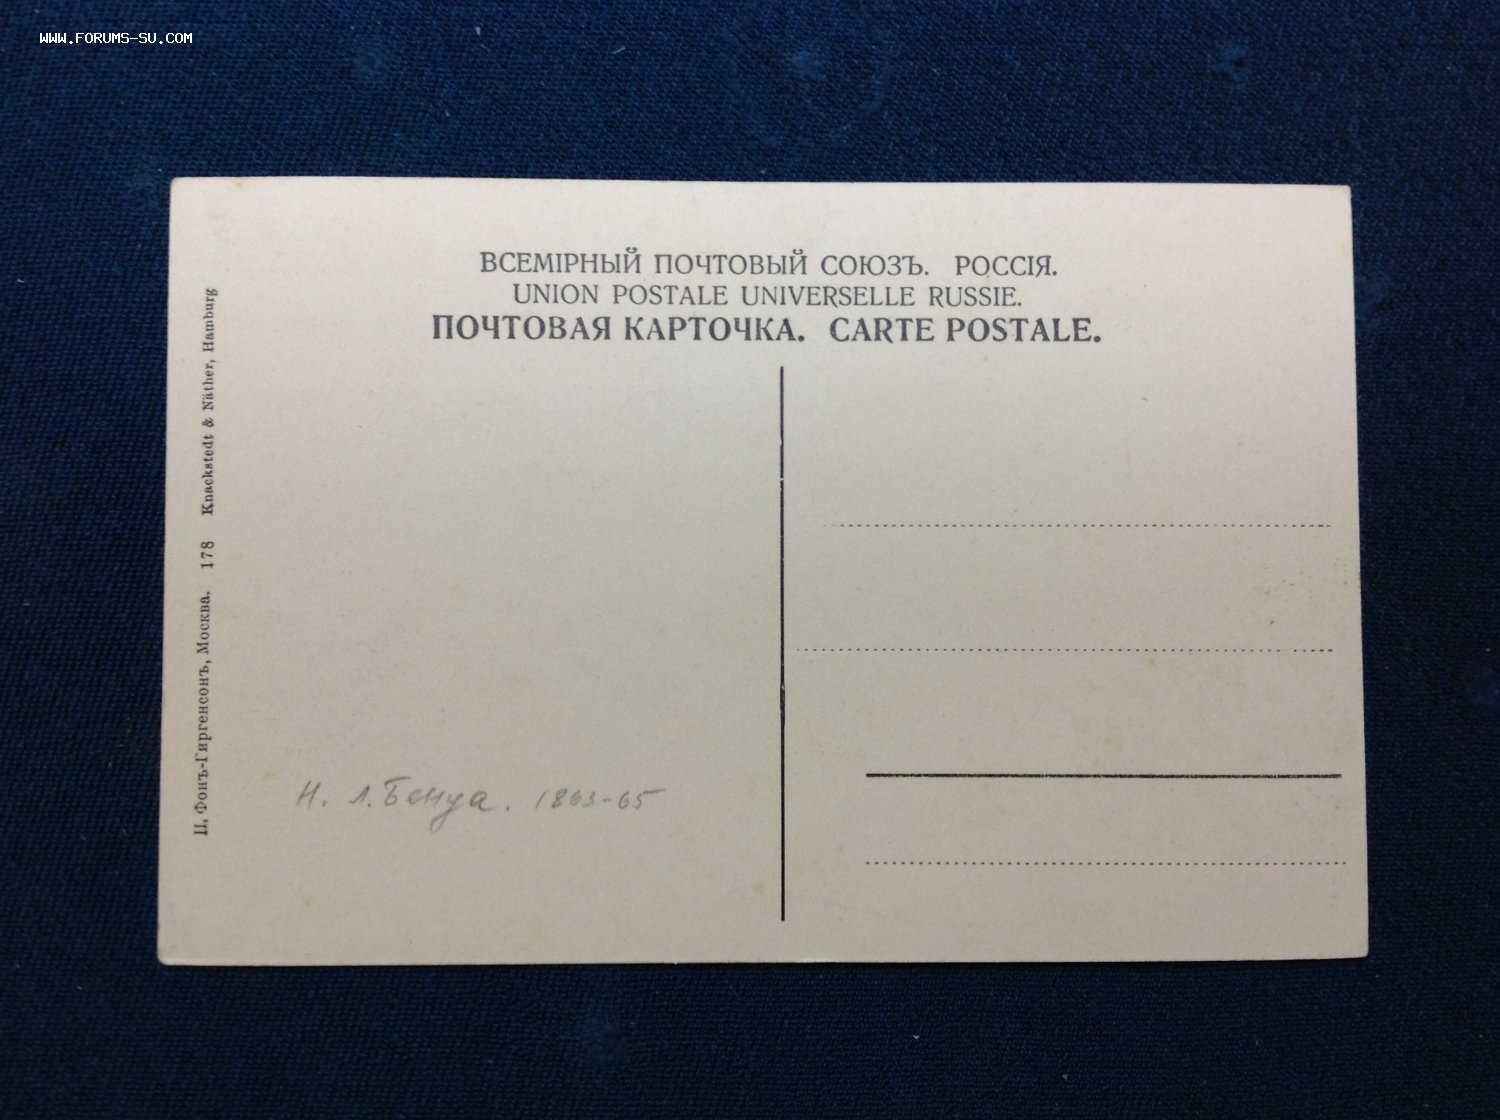 WWW.FORUMS-SU.COM
ВСЕМІРНЫЙ ПОЧТОВЫЙ СОЮЗЪ. РОССІЯ.
UNION POSTALE UNIVERSELLE RUSSIE.
ПОЧТОВАЯ КАРТОЧКА. CARTE POSTALE.
П. Фонъ-Гиргенсонъ, Москва. 178 Knackstedt & Näther, Hamburg
Н. Л. Бенуа. 1863-65